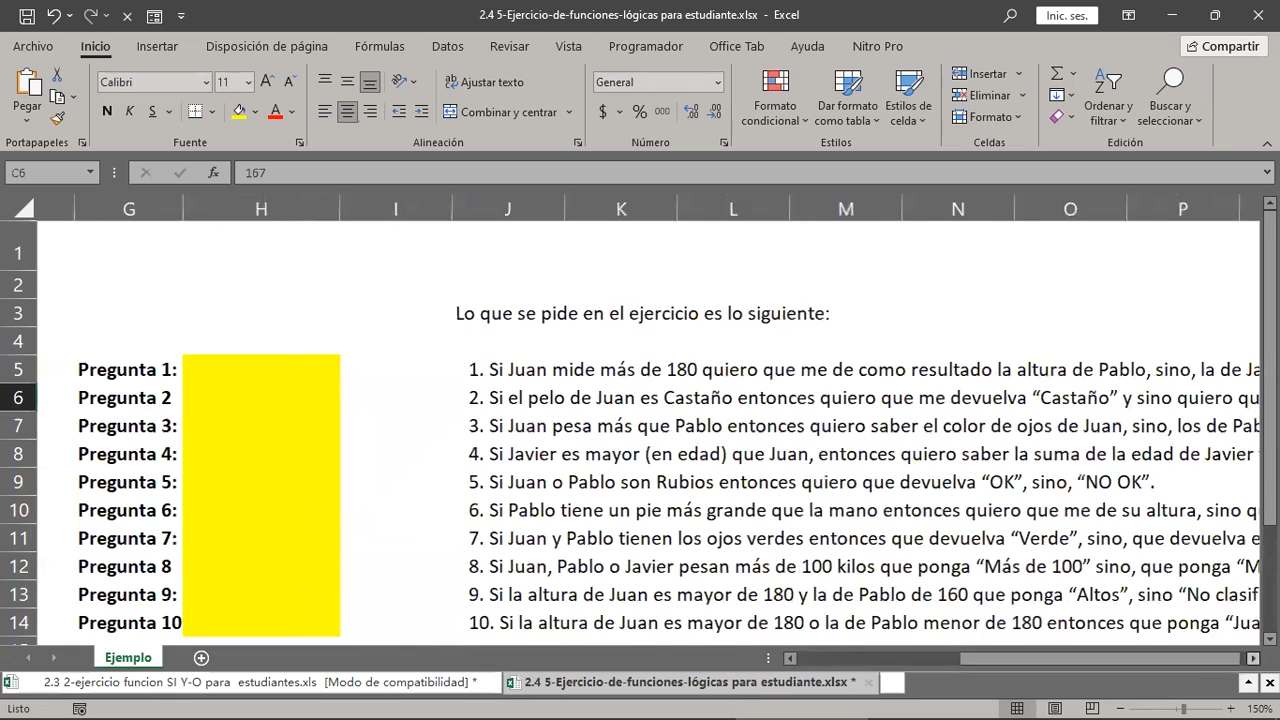 2.4 5-Ejercicio-de-funciones-lógicas para estudiante.xlsx - Excel
Inic. ses.
Archivo Inicio Insertar Disposición de página Fórmulas Datos Revisar Vista Programador Office Tab Ayuda Nitro Pro Compartir
Pegar
Calibri 11
N K S
Ajustar texto
Combinar y centrar
General
$ % 000
Formato condicional
Dar formato como tabla
Estilos de celda
Insertar
Eliminar
Formato
Ordenar y filtrar
Buscar y seleccionar
Portapapeles Fuente Alineación Número Estilos Celdas Edición
C6 fx 167
G H I J K L M N O P
1
2
3 Lo que se pide en el ejercicio es lo siguiente:
4
5 Pregunta 1: 1. Si Juan mide más de 180 quiero que me de como resultado la altura de Pablo, sino, la de
6 Pregunta 2 2. Si el pelo de Juan es Castaño entonces quiero que me devuelva “Castaño” y sino quiero
7 Pregunta 3: 3. Si Juan pesa más que Pablo entonces quiero saber el color de ojos de Juan, sino, los de
8 Pregunta 4: 4. Si Javier es mayor (en edad) que Juan, entonces quiero saber la suma de la edad de Javier
9 Pregunta 5: 5. Si Juan o Pablo son Rubios entonces quiero que devuelva “OK”, sino, “NO OK”.
10 Pregunta 6: 6. Si Pablo tiene un pie más grande que la mano entonces quiero que me de su altura, sino
11 Pregunta 7: 7. Si Juan y Pablo tienen los ojos verdes entonces que devuelva “Verde”, sino, que devuelva
12 Pregunta 8 8. Si Juan, Pablo o Javier pesan más de 100 kilos que ponga “Más de 100” sino, que ponga
13 Pregunta 9: 9. Si la altura de Juan es mayor de 180 y la de Pablo de 160 que ponga “Altos”, sino “No
14 Pregunta 10 10. Si la altura de Juan es mayor de 180 o la de Pablo menor de 180 entonces que ponga
Ejemplo
2.3 2-ejercicio funcion SI Y-O para estudiantes.xls [Modo de compatibilidad] *
2.4 5-Ejercicio-de-funciones-lógicas para estudiante.xlsx *
Listo
150%